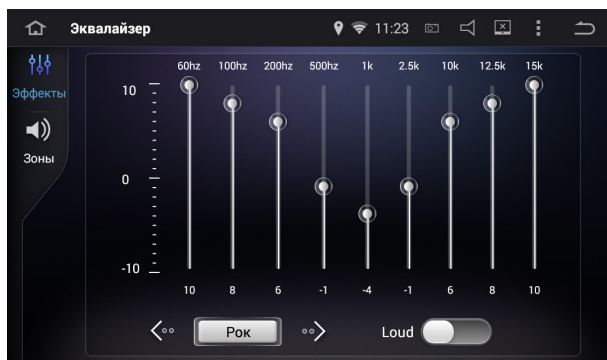 Эквалайзер 11:23
Эффекты
Зоны
60hz 100hz 200hz 500hz 1k 2.5k 10k 12.5k 15k
10
0
-10
10 8 6 -1 -4 -1 6 8 10
Рок Loud